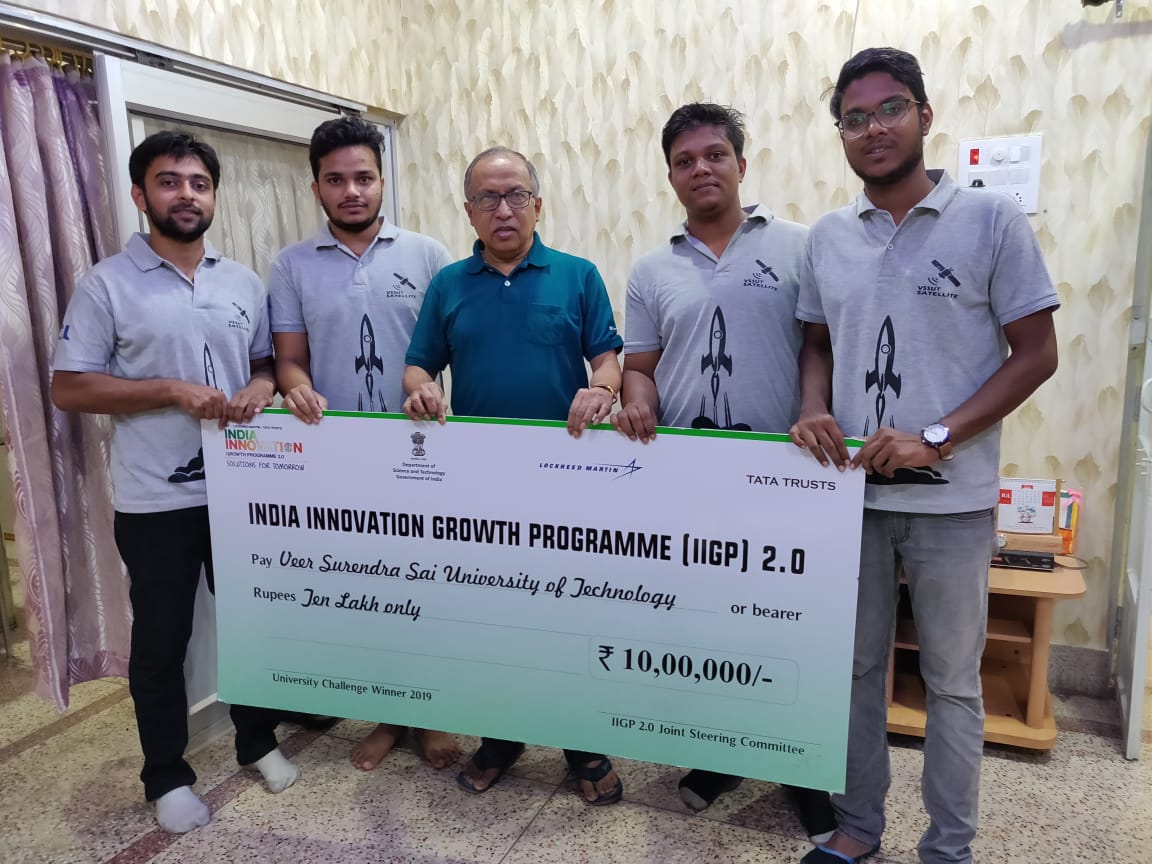 VSSUT
SATELLITE
VSSUT
SATELLITE
VSSUT
SATELLITE
INDIA
INNOVATION
GROWTH PROGRAMME 2.0
SOLUTIONS FOR TOMORROW
Department of
Science and Technology
Government of India
LOCKHEED MARTIN
TATA TRUSTS
INDIA INNOVATION GROWTH PROGRAMME (IIGP) 2.0
Pay Veer Surendra Sai University of Technology or bearer
Rupees Ten Lakh only
₹ 10,00,000/-
University Challenge Winner 2019
IIGP 2.0 Joint Steering Committee